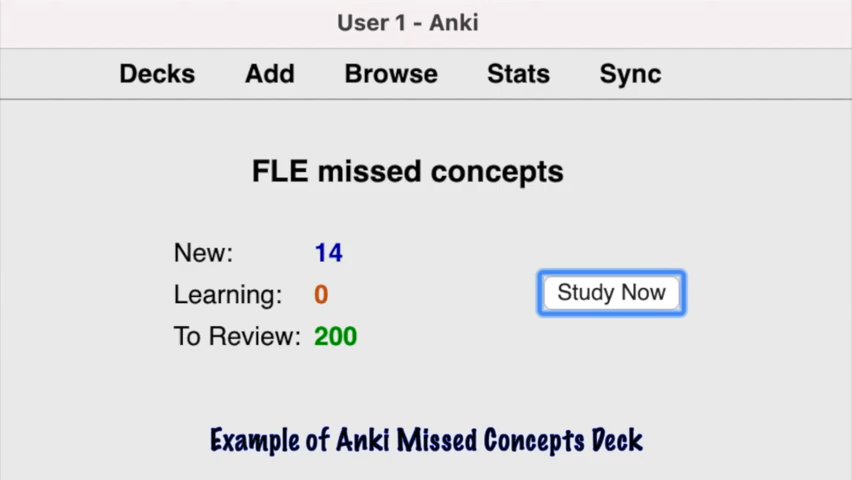 User 1 - Anki
Decks Add Browse Stats Sync
FLE missed concepts
New: 14
Learning: 0
Study Now
To Review: 200
Example of Anki Missed Concepts Deck